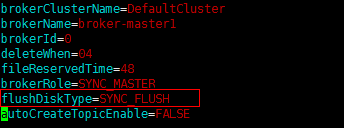 brokerClusterName=DefaultCluster
brokerName=broker-master1
brokerId=0
deleteWhen=04
fileReservedTime=48
brokerRole=SYNC_MASTER
flushDiskType=SYNC_FLUSH
autoCreateTopicEnable=FALSE